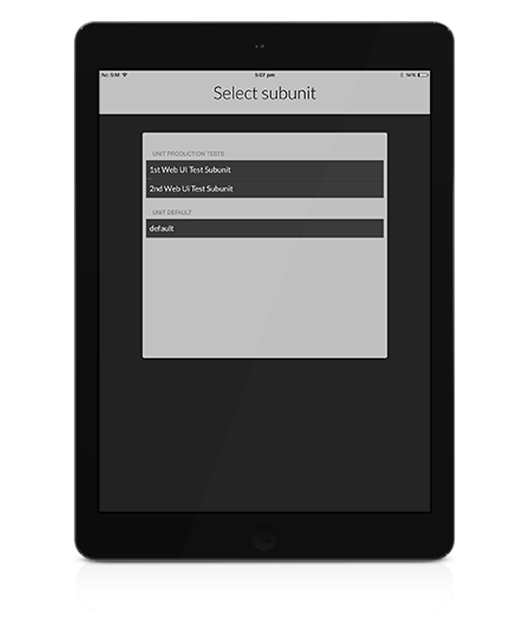 No SIM
5:57 pm
14%
Select subunit
UNIT PRODUCTION TESTS
1st Web UI Test Subunit
2nd Web Ui Test Subunit
UNIT DEFAULT
default